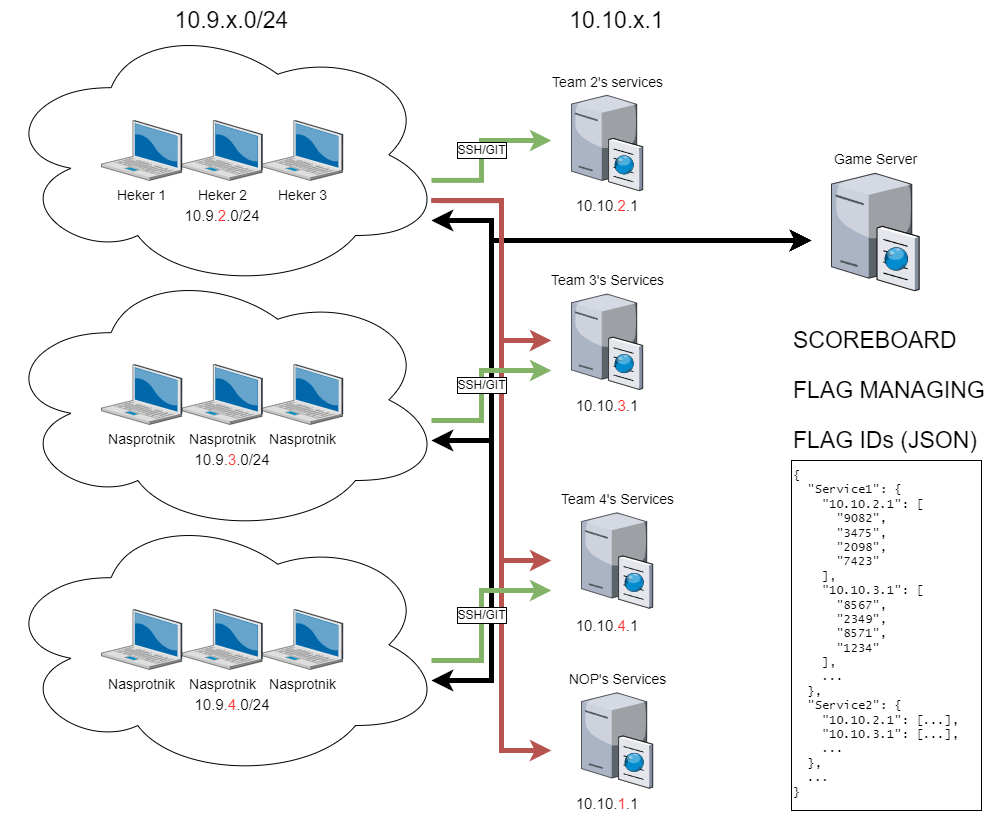 10.9.x.0/24
10.10.x.1
Team 2's services
SSH/GIT
Heker 1
Heker 2
Heker 3
10.9.2.0/24
10.10.2.1
Game Server
Team 3's Services
SSH/GIT
Nasprotnik
Nasprotnik
Nasprotnik
10.9.3.0/24
10.10.3.1
Team 4's Services
SSH/GIT
10.10.4.1
Nasprotnik
Nasprotnik
Nasprotnik
10.9.4.0/24
NOP's Services
10.10.1.1
SCOREBOARD
FLAG MANAGING
FLAG IDs (JSON)
{
"Service1": {
"10.10.2.1": [
"9082",
"3475",
"2098",
"7423"
],
"10.10.3.1": [
"8567",
"2349",
"8571",
"1234"
],
...
},
"Service2": {
"10.10.2.1": [...],
"10.10.3.1": [...],
...
},
...
}